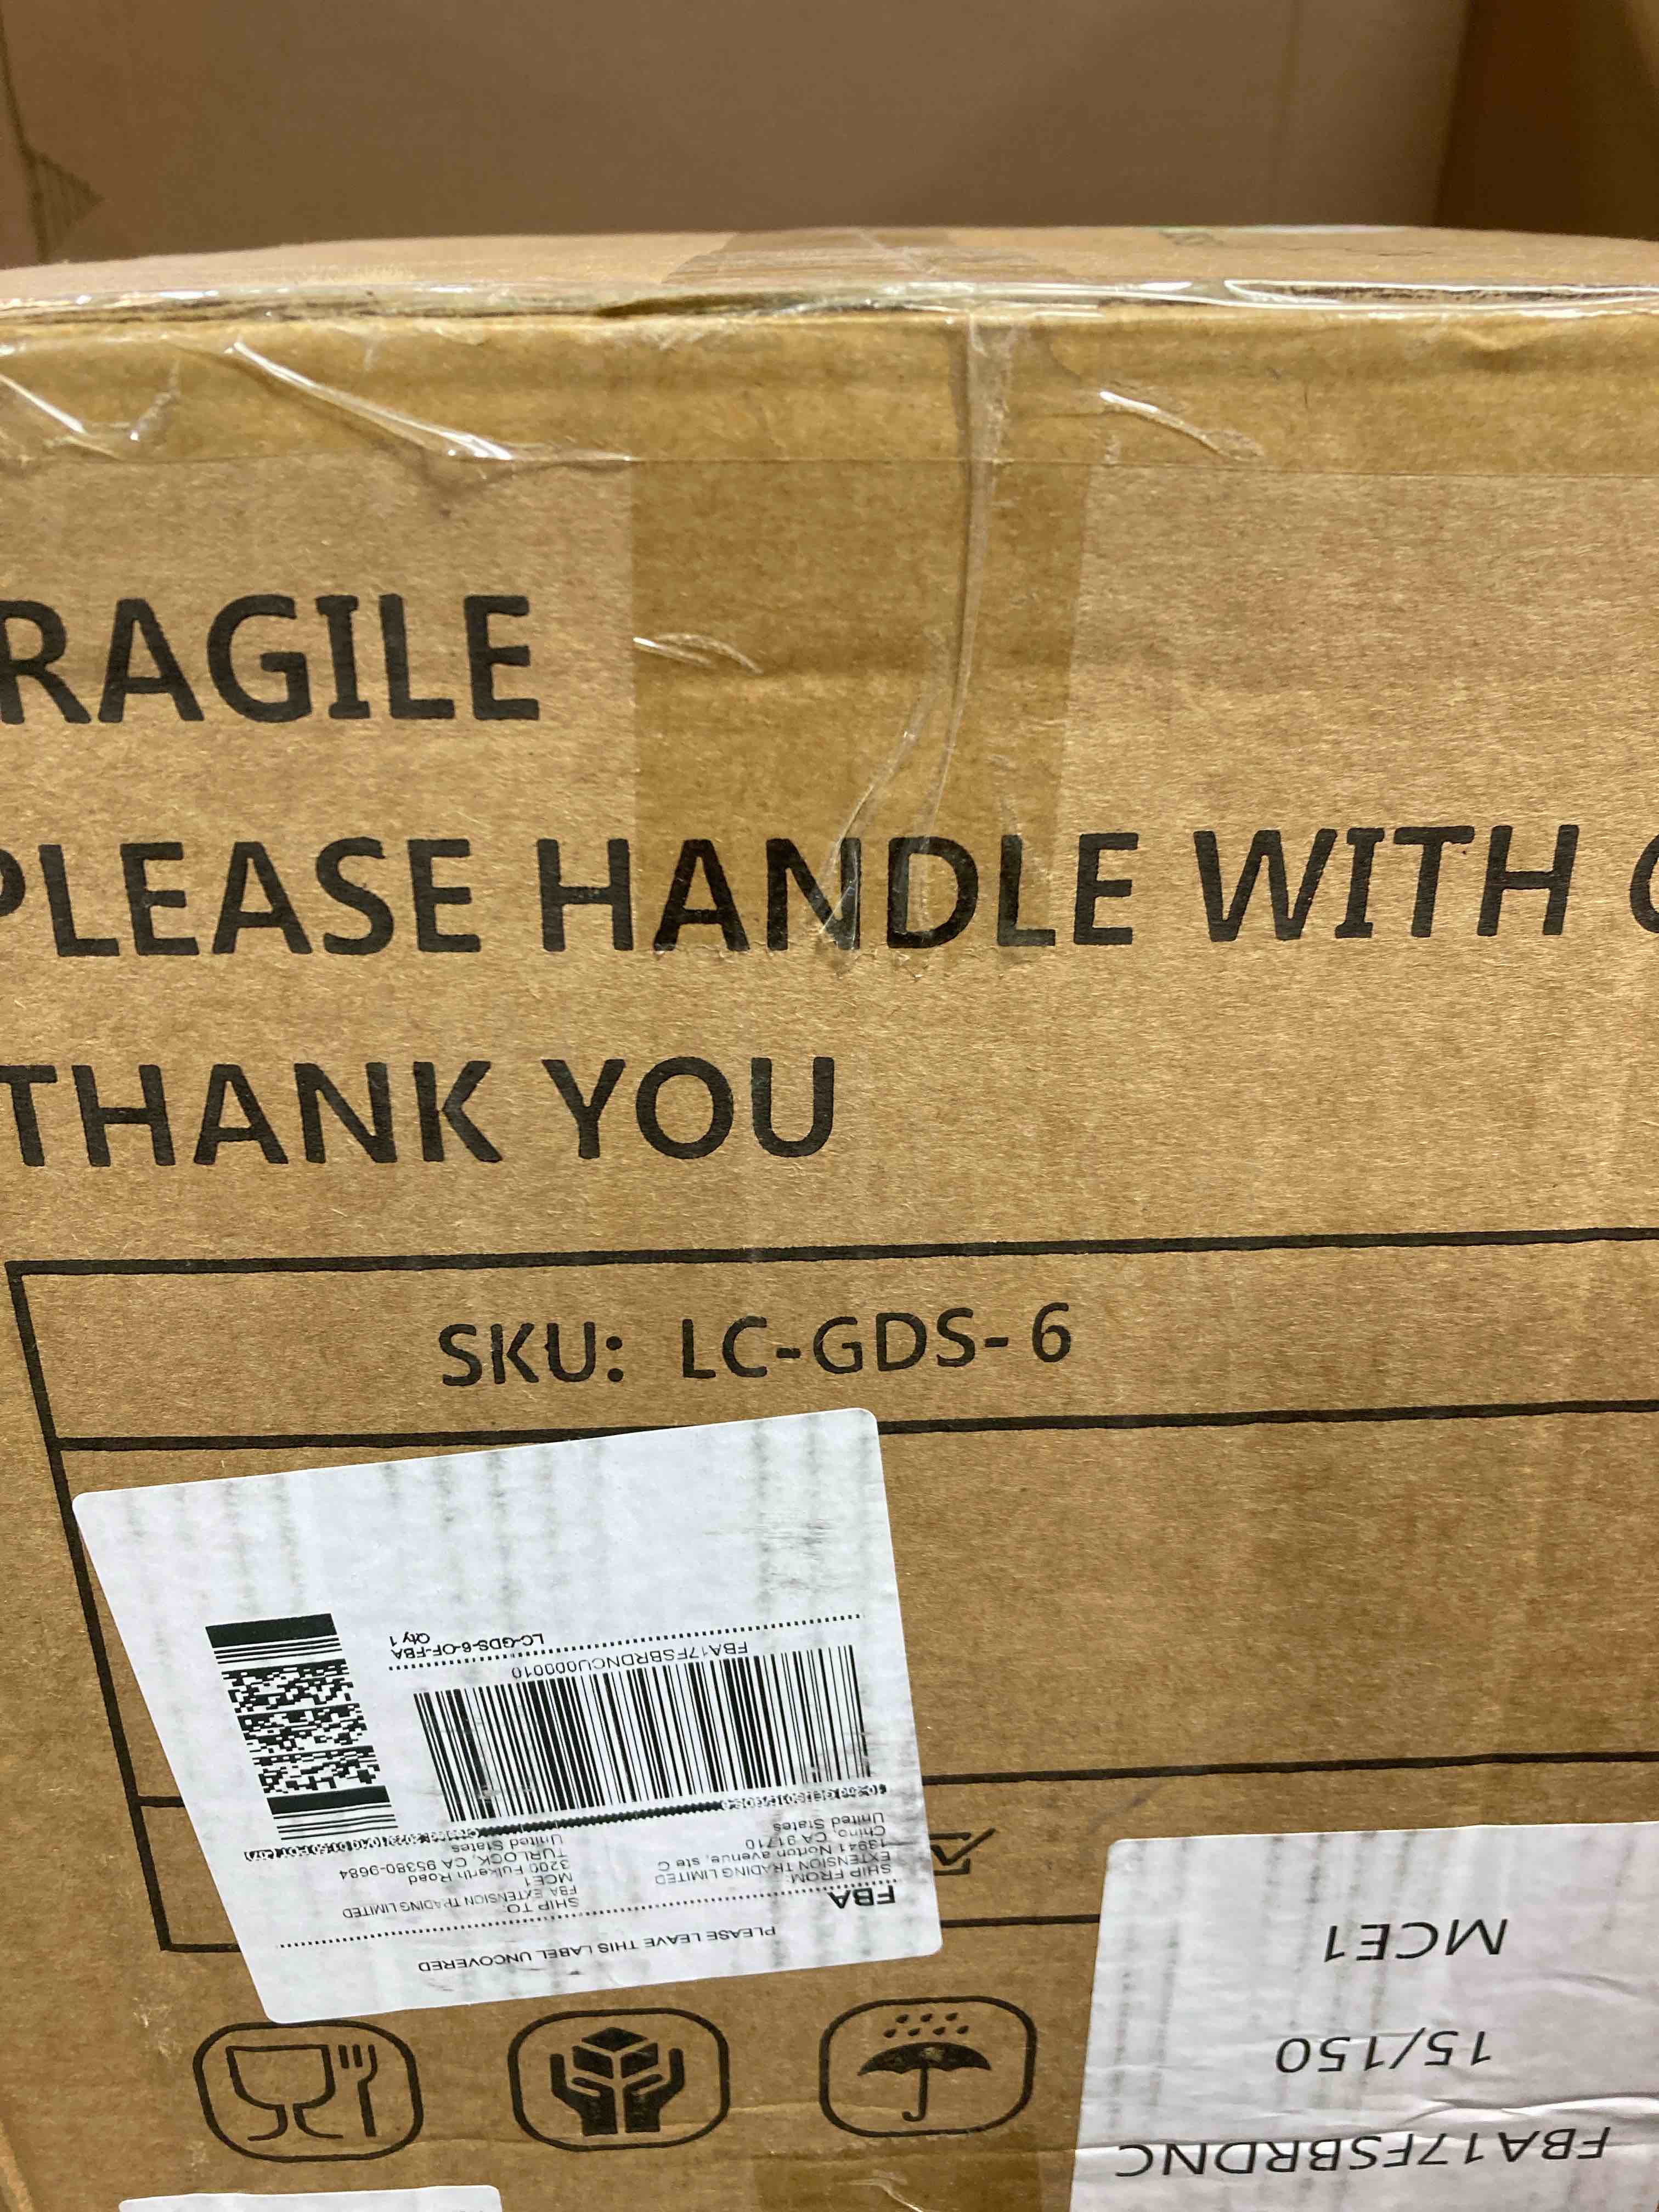 RAGILE
PLEASE HANDLE WITH C
THANK YOU
SKU: LC-GDS-6
PLEASE LEAVE THIS LABEL UNCOVERED
FBA
SHIP FROM:
EXTENSION TRADING LIMITED
13941 Norton avenue, ste C
Chino, CA 91710
United States
SHIP TO:
FBA EXTENSION TRADING LIMITED
MCE1
3200 Fulkerth Road
TURLOCK, CA 95380-9684
United States
FBA17FSBRDNCU000010
LC-GDS-6-OF-FBA
Qty 1
FBA17FSBRDNC
15/150
MCE1